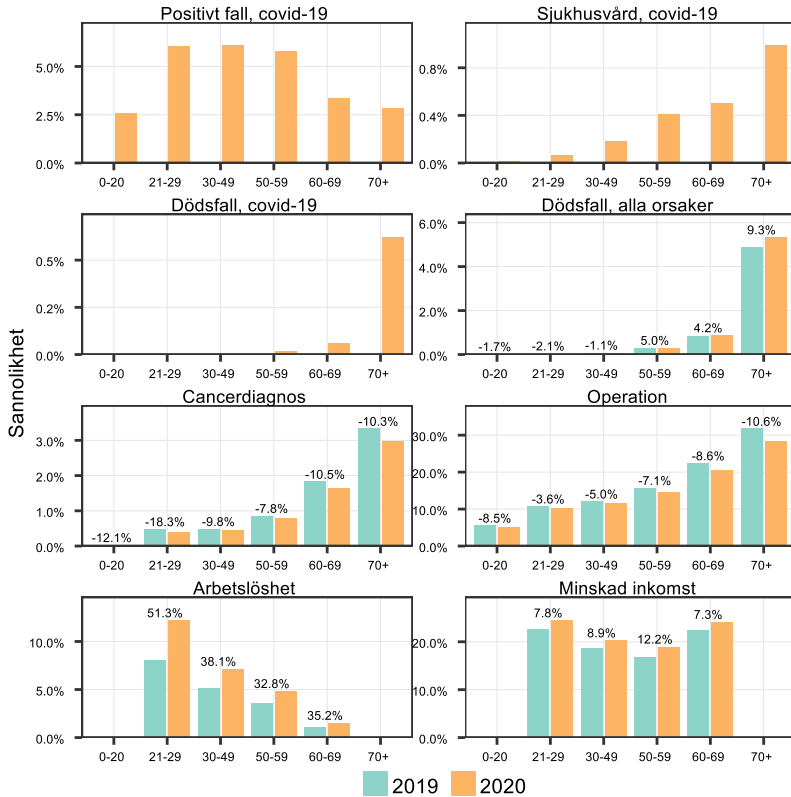 Positivt fall, covid-19
Sjukhusvård, covid-19
5.0%
2.5%
0.0%
0-20 21-29 30-49 50-59 60-69 70+
0.8%
0.4%
0.0%
0-20 21-29 30-49 50-59 60-69 70+
Dödsfall, covid-19
Dödsfall, alla orsaker
0.5%
0.2%
0.0%
0-20 21-29 30-49 50-59 60-69 70+
6.0%
4.0%
2.0%
0.0%
-1.7% -2.1% -1.1% 5.0% 4.2% 9.3%
0-20 21-29 30-49 50-59 60-69 70+
Sannolikhet
Cancerdiagnos
Operation
3.0%
2.0%
1.0%
0.0%
-12.1% -18.3% -9.8% -7.8% -10.5% -10.3%
0-20 21-29 30-49 50-59 60-69 70+
30.0%
20.0%
10.0%
0.0%
-8.5% -3.6% -5.0% -7.1% -8.6% -10.6%
0-20 21-29 30-49 50-59 60-69 70+
Arbetslöshet
Minskad inkomst
10.0%
5.0%
0.0%
51.3% 38.1% 32.8% 35.2%
0-20 21-29 30-49 50-59 60-69 70+
20.0%
10.0%
0.0%
7.8% 8.9% 12.2% 7.3%
0-20 21-29 30-49 50-59 60-69 70+
2019 2020